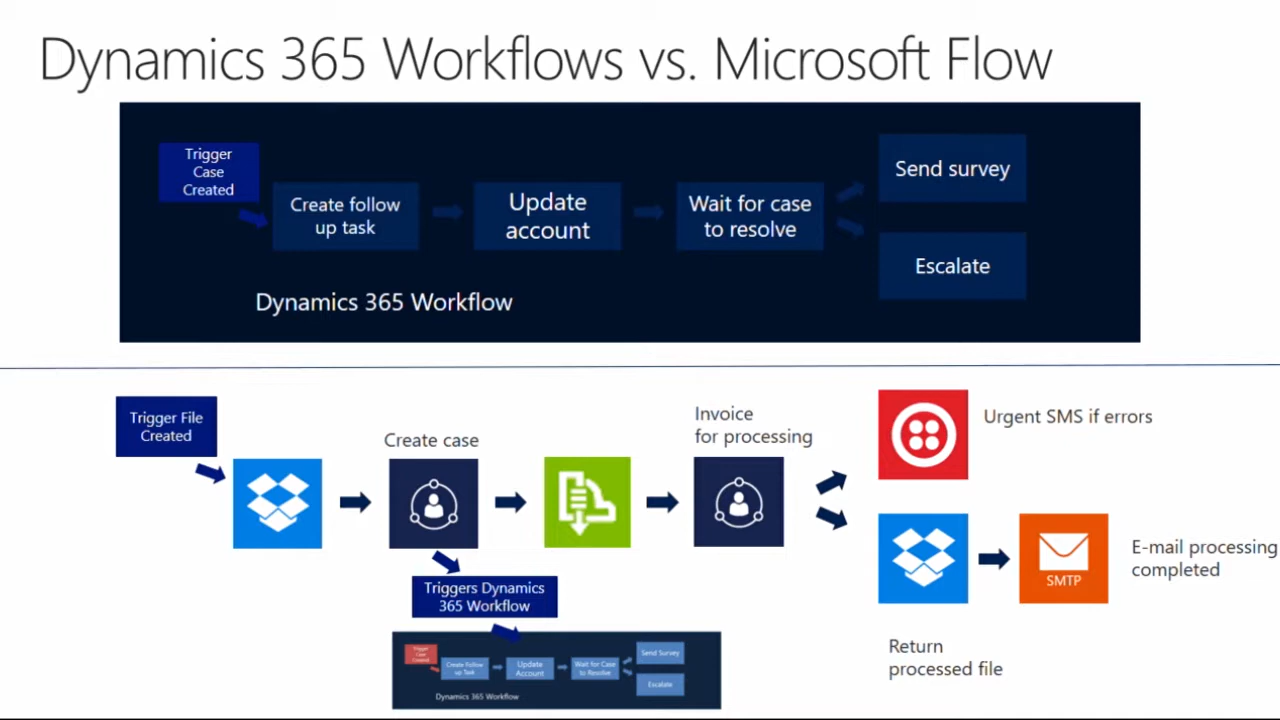 Dynamics 365 Workflows vs. Microsoft Flow
Trigger
Case
Created
Create follow
up task
Update
account
Wait for case
to resolve
Send survey
Escalate
Dynamics 365 Workflow
Trigger File
Created
Create case
Invoice
for processing
Urgent SMS if errors
SMTP
E-mail processing
completed
Return
processed file
Triggers Dynamics
365 Workflow
Trigger
Case
Created
Create Follow
up Task
Update
Account
Wait for Case
to Resolve
Send Survey
Escalate
Dynamics 365 Workflow